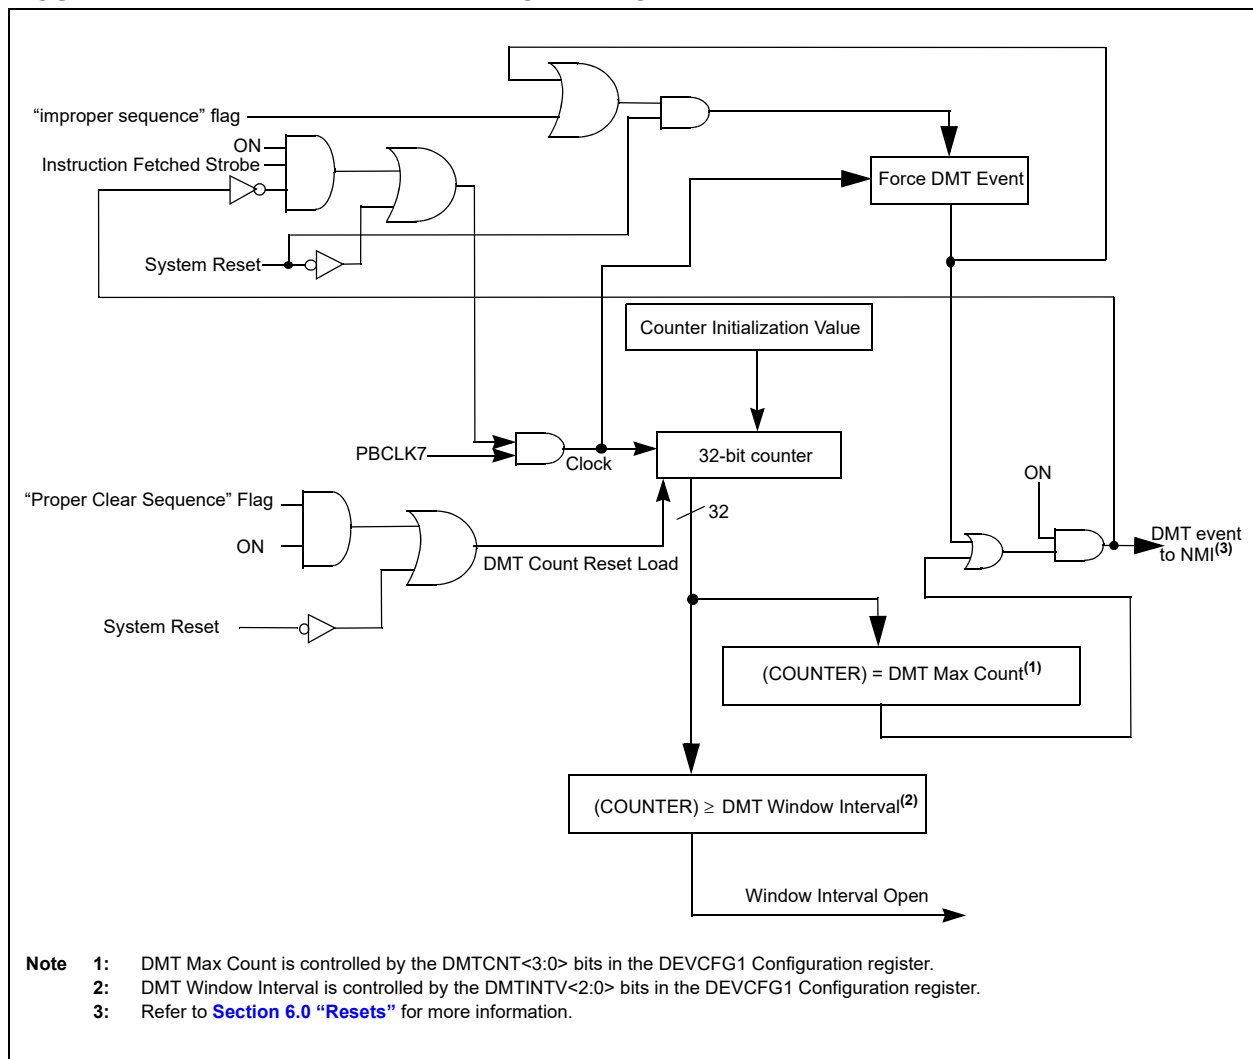 “improper sequence” flag
ON
Instruction Fetched Strobe
Force DMT Event
System Reset
Counter Initialization Value
PBCLK7
Clock
32-bit counter
ON
“Proper Clear Sequence” Flag
32
ON
DMT Count Reset Load
DMT event
to NMI(3)
System Reset
(COUNTER) = DMT Max Count(1)
(COUNTER) ≥ DMT Window Interval(2)
Window Interval Open
Note 1: DMT Max Count is controlled by the DMTCNT<3:0> bits in the DEVCFG1 Configuration register.
2: DMT Window Interval is controlled by the DMTINTV<2:0> bits in the DEVCFG1 Configuration register.
3: Refer to Section 6.0 “Resets” for more information.